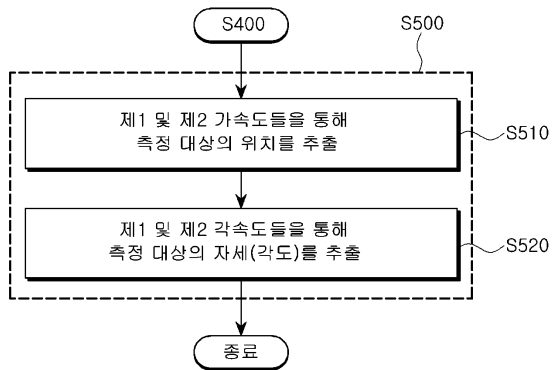 S400
S500
제1 및 제2 가속도들을 통해
측정 대상의 위치를 추출
S510
제1 및 제2 각속도들을 통해
측정 대상의 자세(각도)를 추출
S520
종료